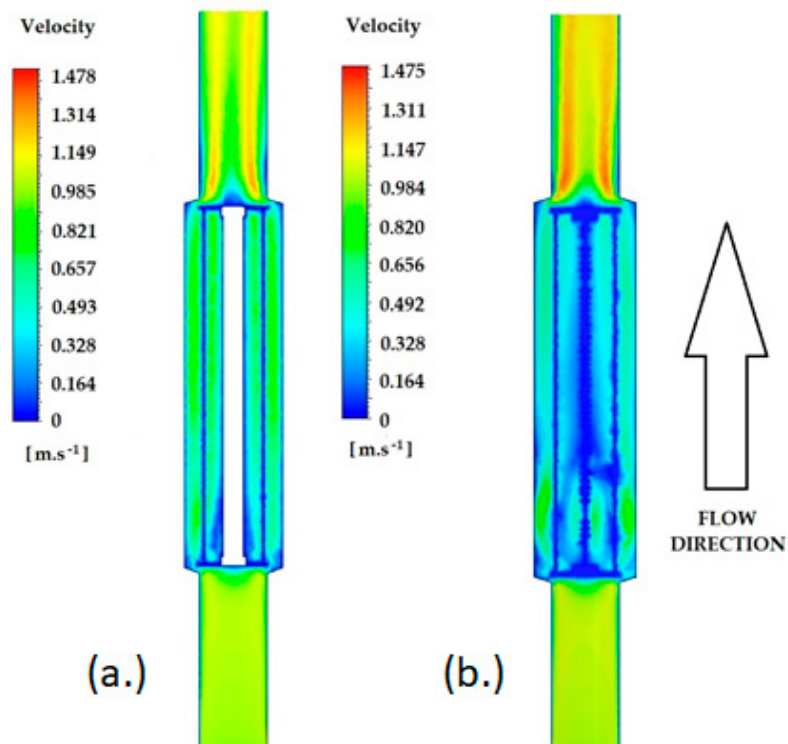 Velocity
1.478
1.314
1.149
0.985
0.821
0.657
0.493
0.328
0.164
0
[m.s⁻¹]
(a.)
Velocity
1.475
1.311
1.147
0.984
0.820
0.656
0.492
0.328
0.164
0
[m.s⁻¹]
(b.)
FLOW
DIRECTION